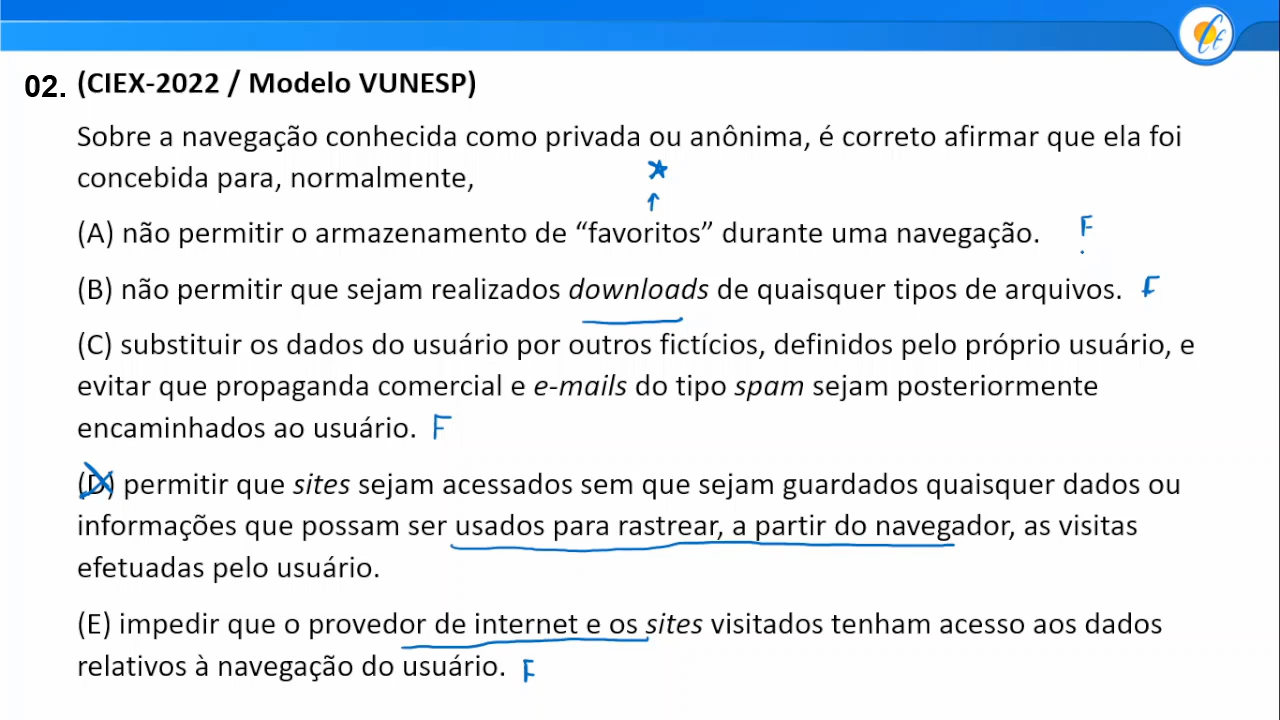 02. (CIEX-2022 / Modelo VUNESP)
Sobre a navegação conhecida como privada ou anônima, é correto afirmar que ela foi
concebida para, normalmente,
(A) não permitir o armazenamento de “favoritos” durante uma navegação. F
(B) não permitir que sejam realizados downloads de quaisquer tipos de arquivos. F
(C) substituir os dados do usuário por outros fictícios, definidos pelo próprio usuário, e
evitar que propaganda comercial e e-mails do tipo spam sejam posteriormente
encaminhados ao usuário. F
(D) permitir que sites sejam acessados sem que sejam guardados quaisquer dados ou
informações que possam ser usados para rastrear, a partir do navegador, as visitas
efetuadas pelo usuário.
(E) impedir que o provedor de internet e os sites visitados tenham acesso aos dados
relativos à navegação do usuário. F